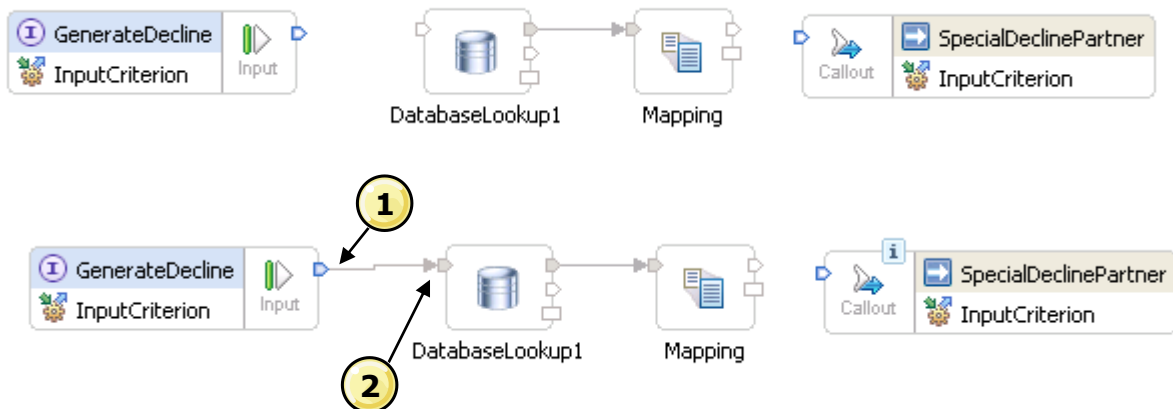 GenerateDecline
InputCriterion
Input
DatabaseLookup1
Mapping
Callout
SpecialDeclinePartner
InputCriterion
1
GenerateDecline
InputCriterion
Input
DatabaseLookup1
Mapping
i
Callout
SpecialDeclinePartner
InputCriterion
2